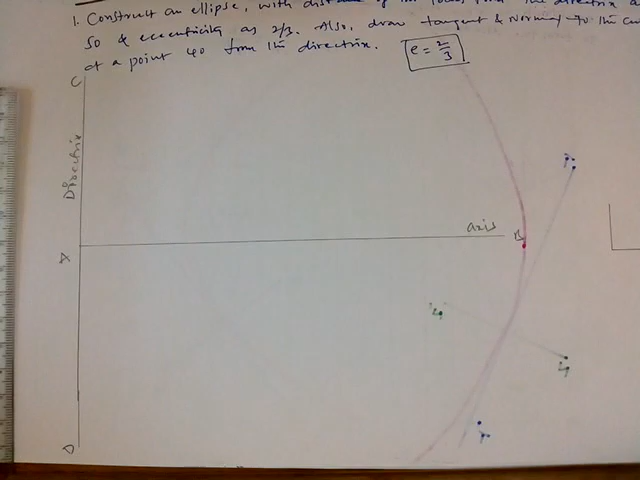 1. Construct an ellipse, with distance of the focus from the directrix as
50 & eccentricity as 2/3. Also, draw tangent & Normal to the cu
at a point 40 from the directrix.
e = 2/3
C
Directrix
axis
A
B
D